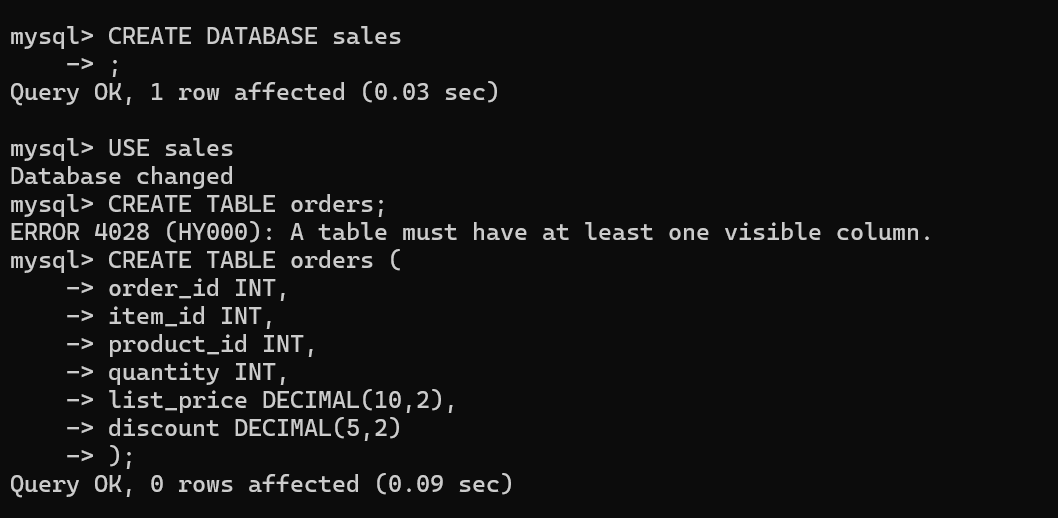 mysql> CREATE DATABASE sales
    -> ;
Query OK, 1 row affected (0.03 sec)

mysql> USE sales
Database changed
mysql> CREATE TABLE orders;
ERROR 4028 (HY000): A table must have at least one visible column.
mysql> CREATE TABLE orders (
    -> order_id INT,
    -> item_id INT,
    -> product_id INT,
    -> quantity INT,
    -> list_price DECIMAL(10,2),
    -> discount DECIMAL(5,2)
    -> );
Query OK, 0 rows affected (0.09 sec)